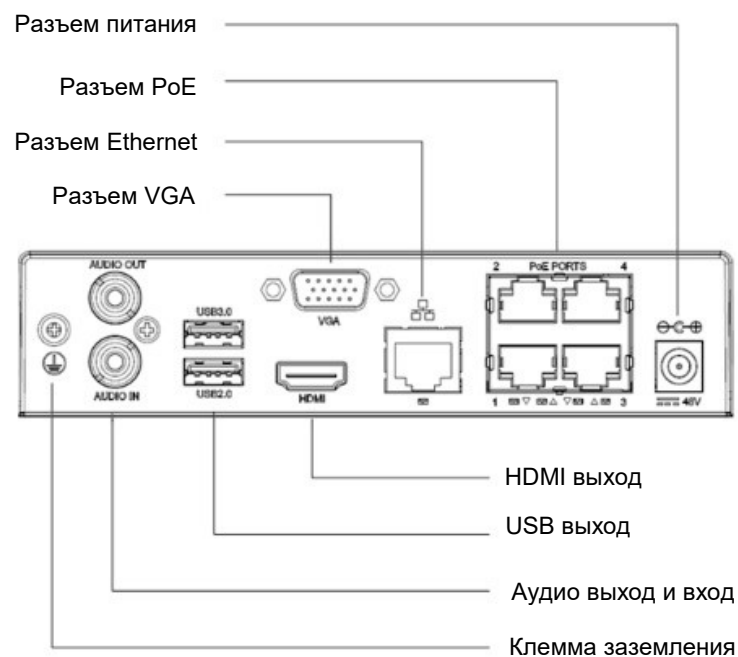 Разъем питания
Разъем PoE
Разъем Ethernet
Разъем VGA
AUDIO OUT
2 PoE PORTS 4
USB3.0
VGA
AUDIO IN
USB2.0
HDMI
1
3
48V
HDMI выход
USB выход
Аудио выход и вход
Клемма заземления